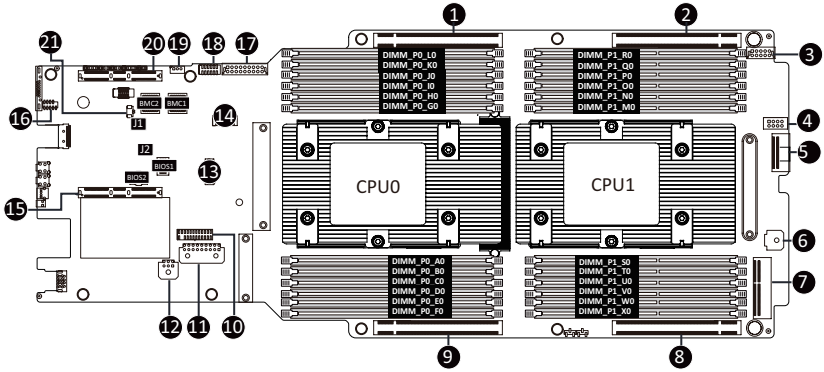 1
2
21
20
19
18
17
DIMM_P0_L0
DIMM_P0_K0
DIMM_P0_J0
DIMM_P0_I0
DIMM_P0_H0
DIMM_P0_G0
DIMM_P1_R0
DIMM_P1_Q0
DIMM_P1_P0
DIMM_P1_O0
DIMM_P1_N0
DIMM_P1_M0
3
BMC2
BMC1
16
J1
14
4
J2
5
BIOS1
BIOS2
13
CPU0
CPU1
15
6
DIMM_P0_A0
DIMM_P0_B0
DIMM_P0_C0
DIMM_P0_D0
DIMM_P0_E0
DIMM_P0_F0
DIMM_P1_S0
DIMM_P1_T0
DIMM_P1_U0
DIMM_P1_V0
DIMM_P1_W0
DIMM_P1_X0
7
12
11
10
9
8